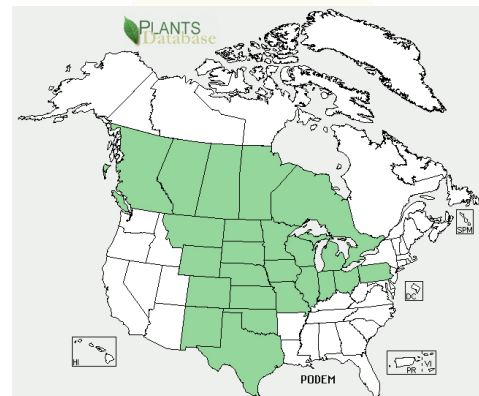 PLANTS
Database
SPM
DC
HI
PR VI
PODEM